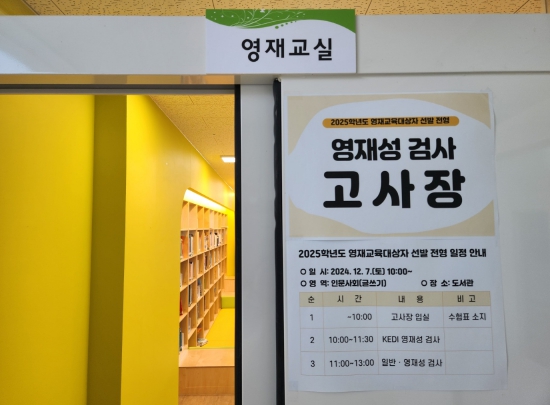 영재교실
2025학년도 영재교육대상자 선발 전형
영재성 검사
고사장
2025학년도 영재교육대상자 선발 전형 일정 안내
○ 일 시: 2024. 12. 7.(토) 10:00~
○ 영 역: 인문사회(글쓰기) ○ 장 소: 도서관
순 시 간 내 용 비 고
1 ~10:00 고사장 입실 수험표 소지
2 10:00~11:30 KEDI 영재성 검사
3 11:00~13:00 일반·영재성 검사